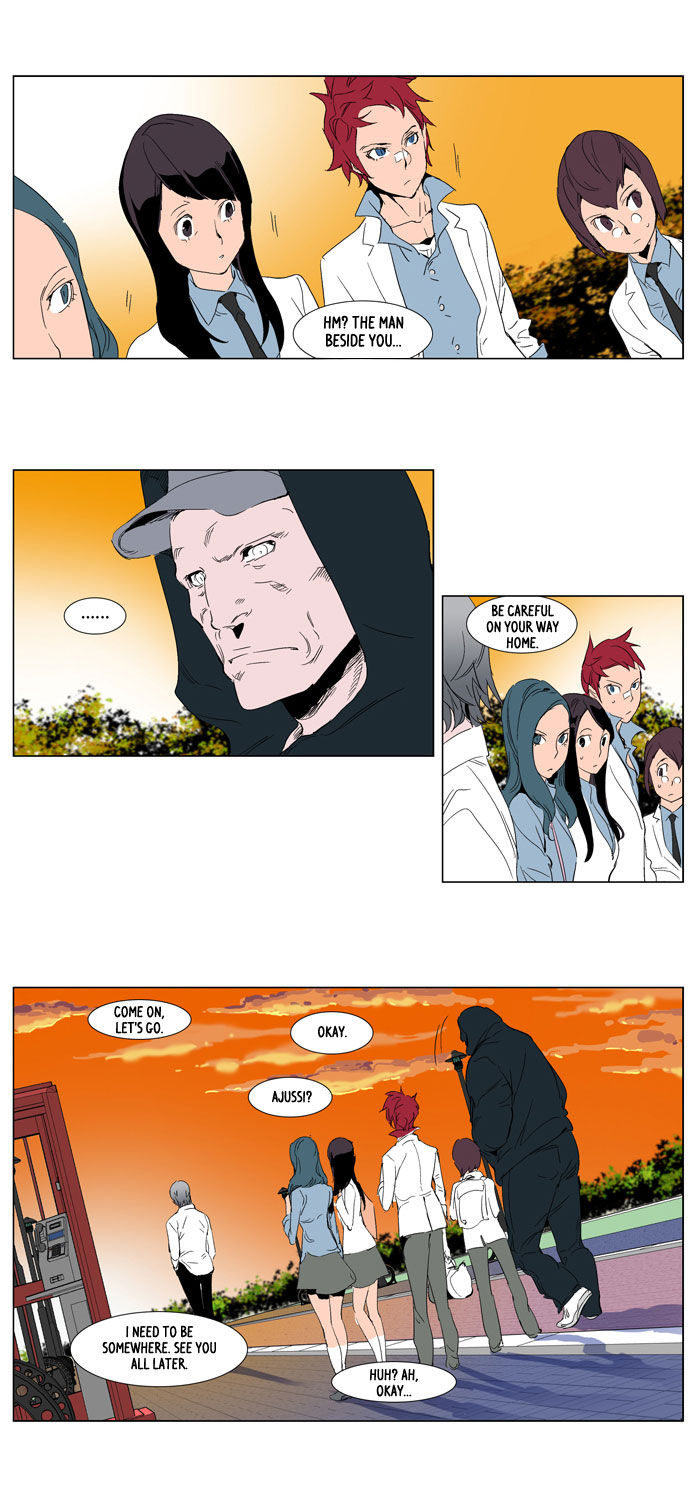 HM? THE MAN
BESIDE YOU...
......
BE CAREFUL
ON YOUR WAY
HOME.
COME ON,
LET'S GO.
OKAY.
AJUSSI?
I NEED TO BE
SOMEWHERE. SEE YOU
ALL LATER.
HUH? AH,
OKAY...